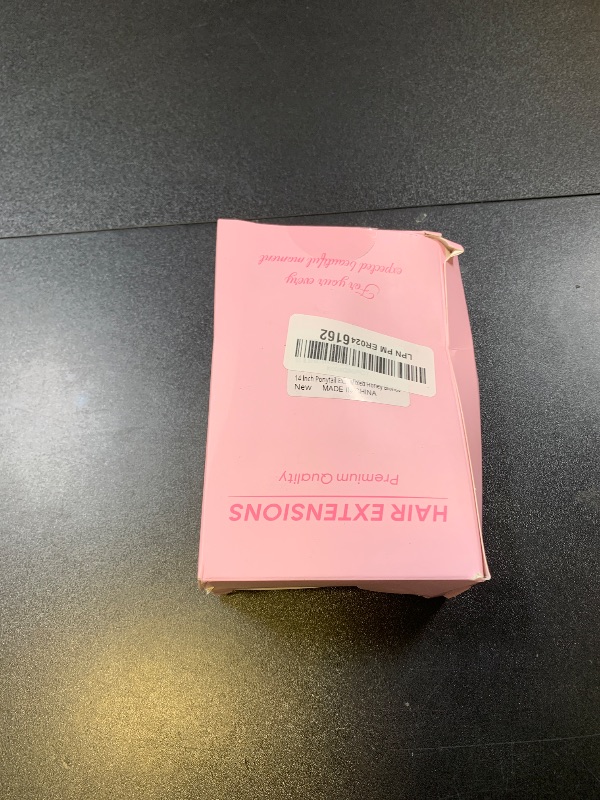 HAIR EXTENSIONS
Premium Quality
LPN PM ER0246162
14 Inch Ponytail
New MADE IN CHINA
For your every
expected beautiful moment